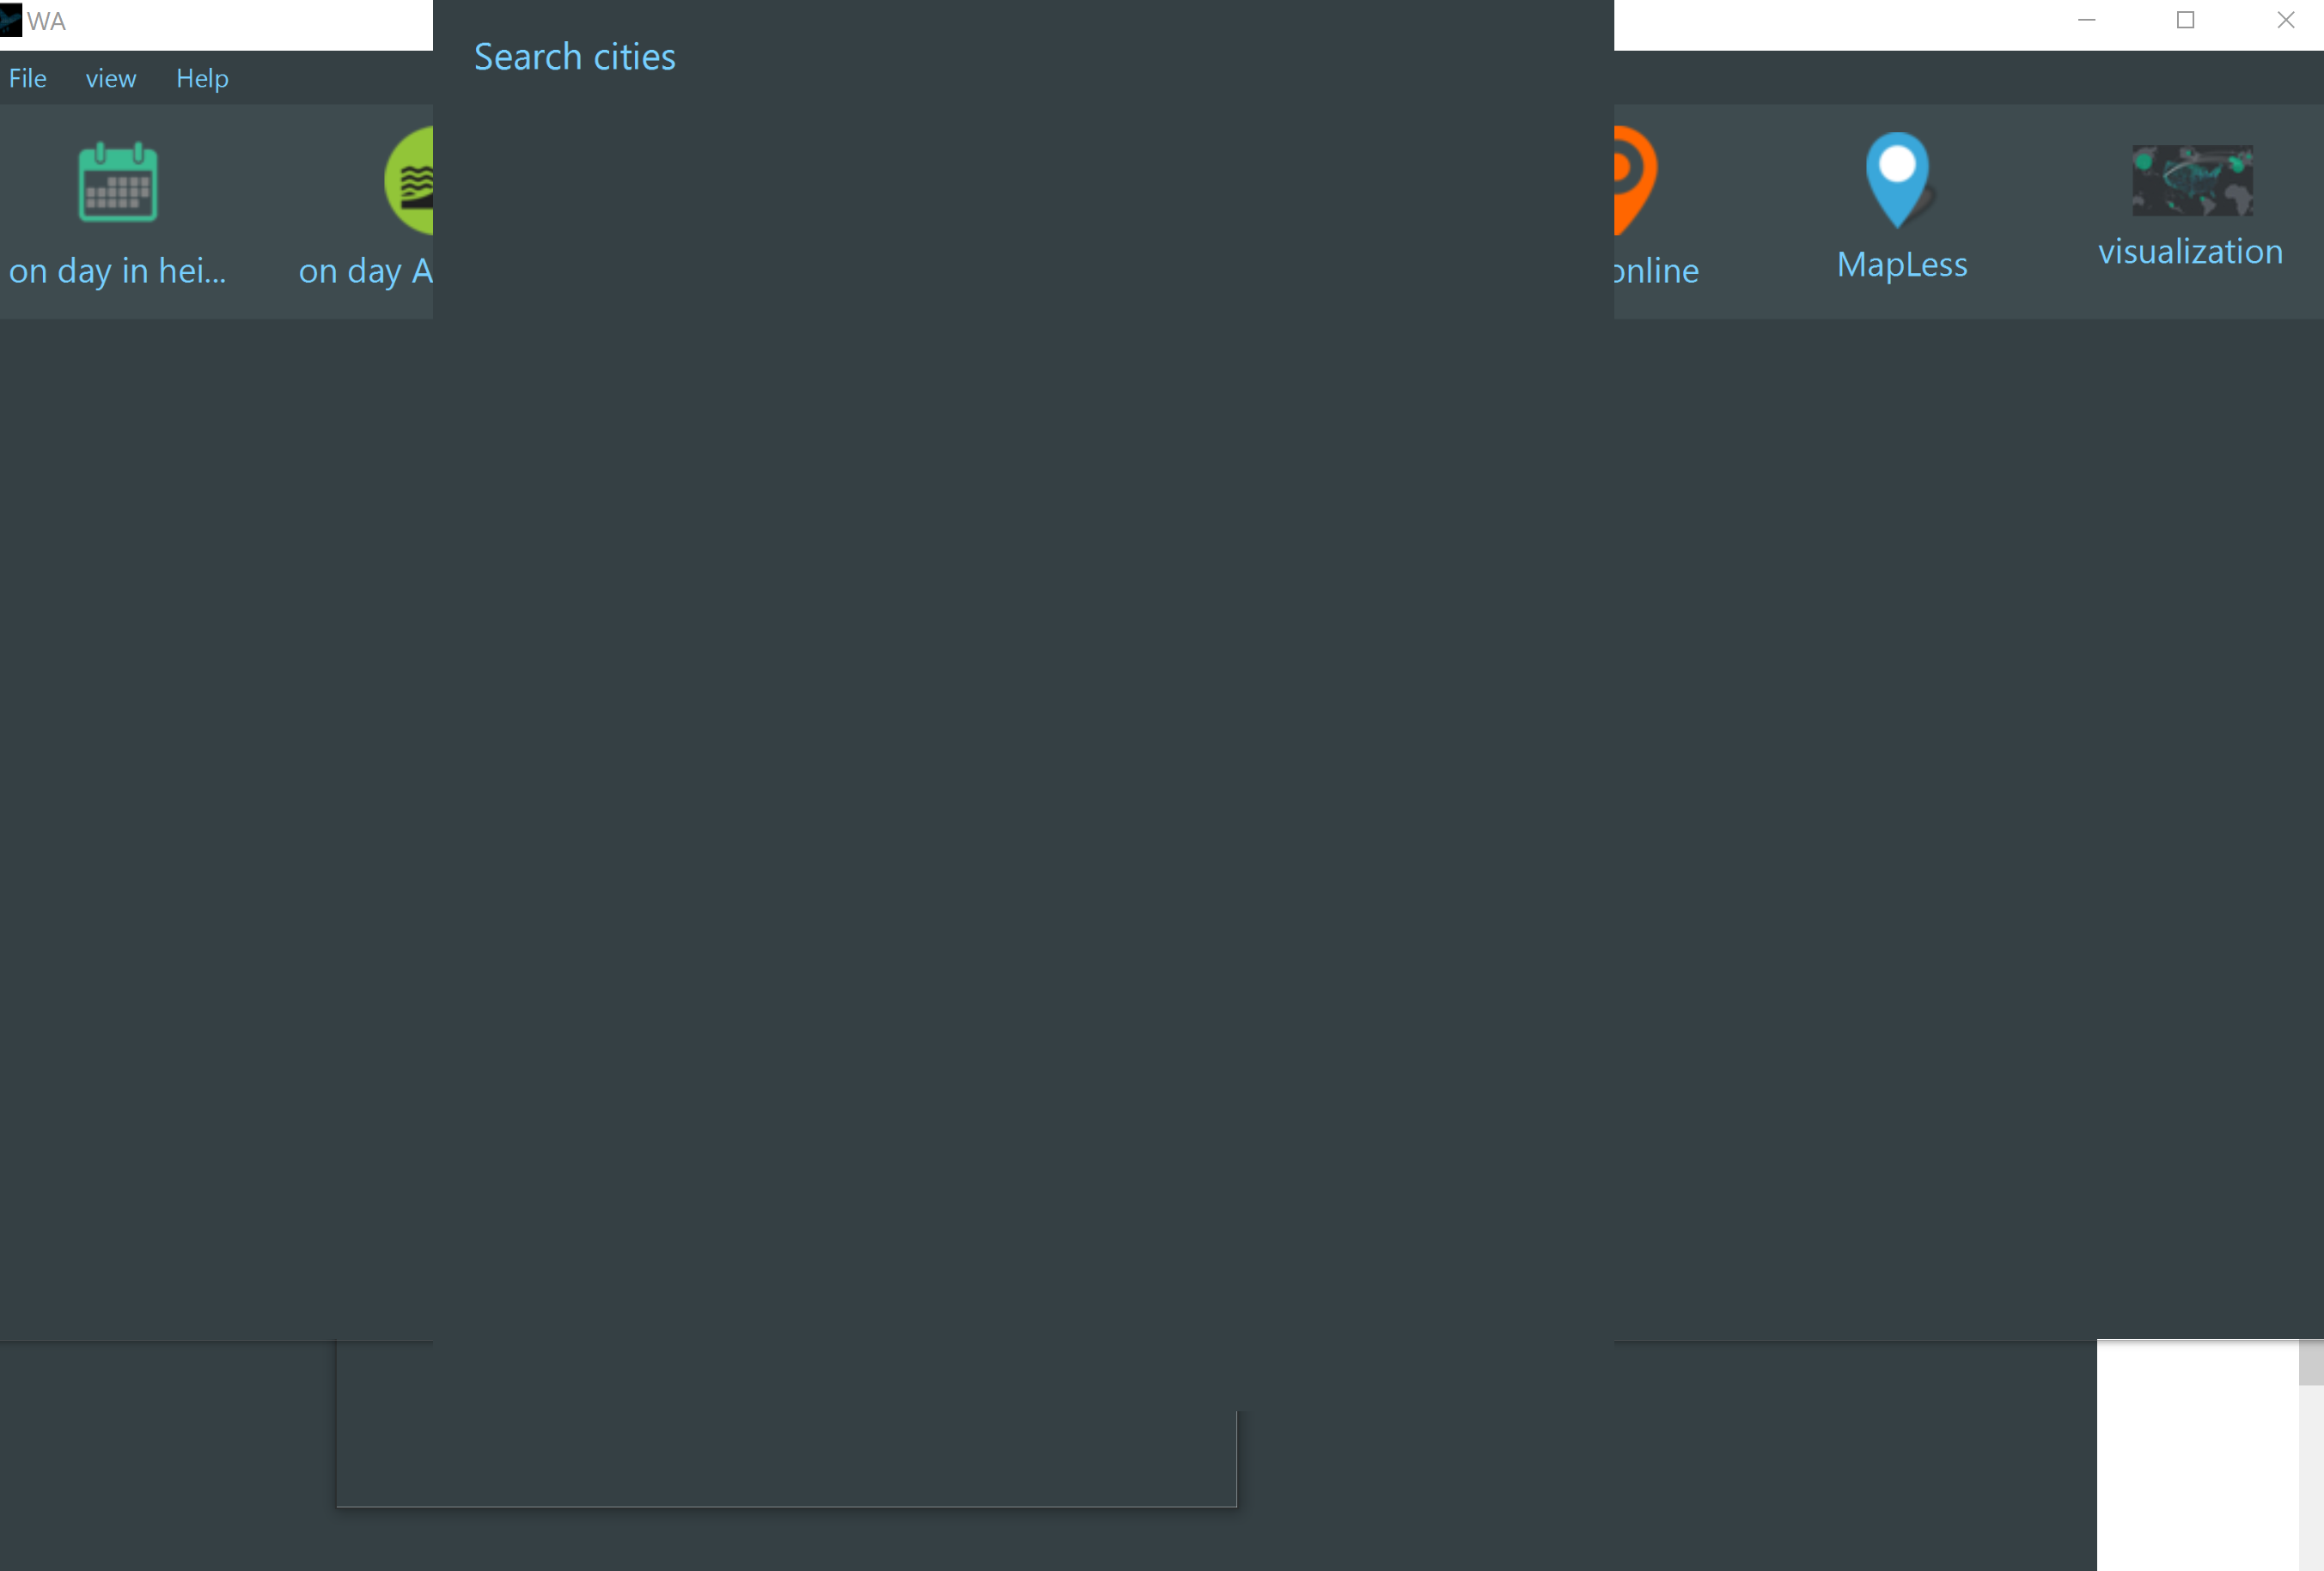 WA
Search cities
File view Help
on day in hei...
on day A
online
MapLess
visualization